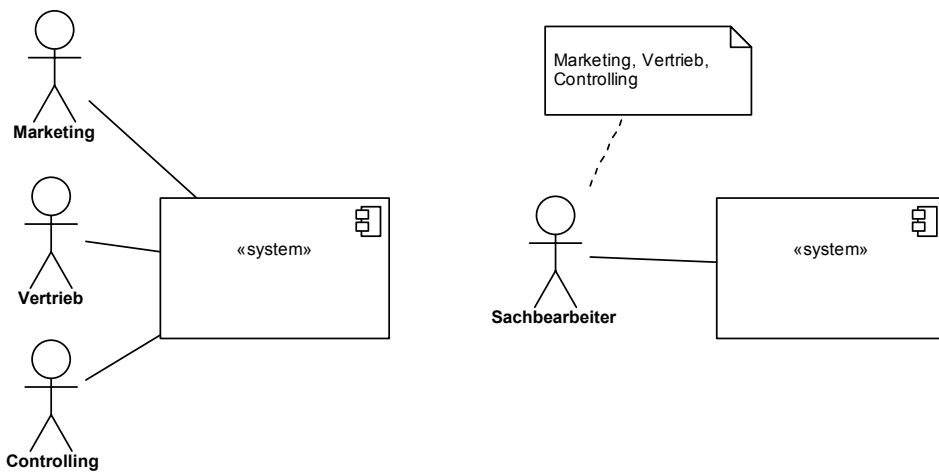 Marketing
Vertrieb
Controlling
«system»
Marketing, Vertrieb,
Controlling
Sachbearbeiter
«system»